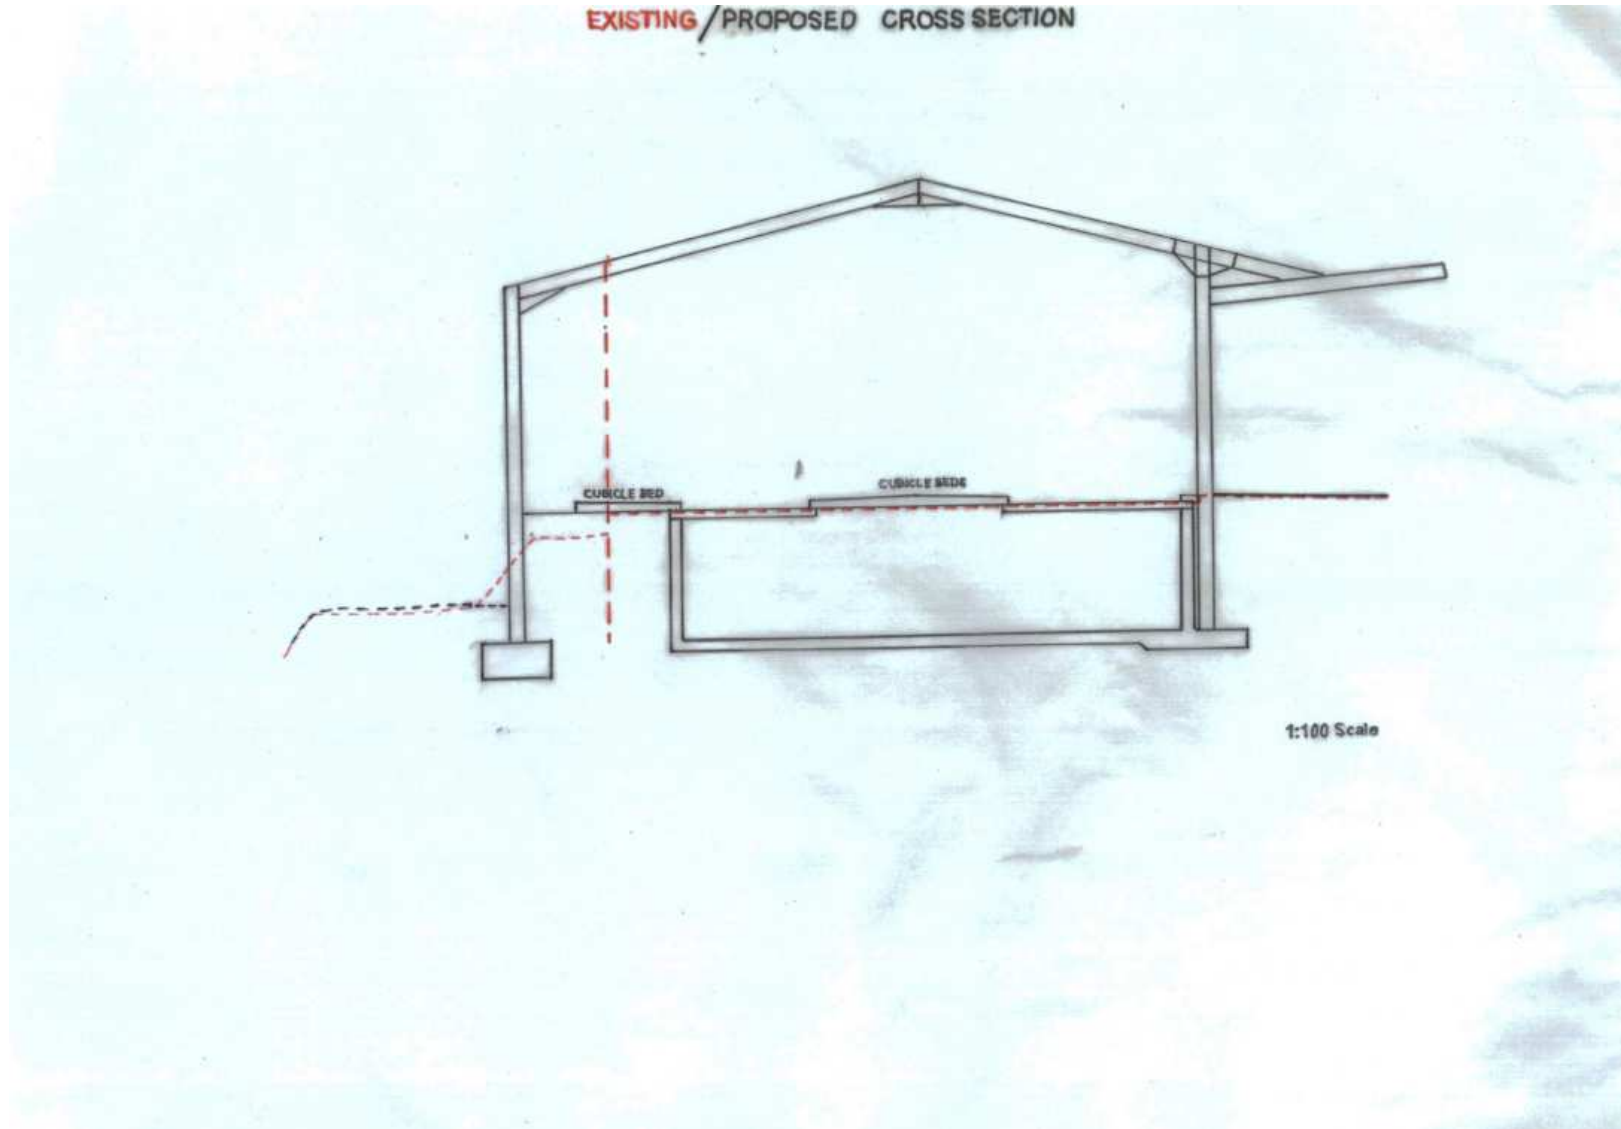 EXISTING/PROPOSED CROSS SECTION
CUBICLE BED
CUBICLE BEDS
1:100 Scale